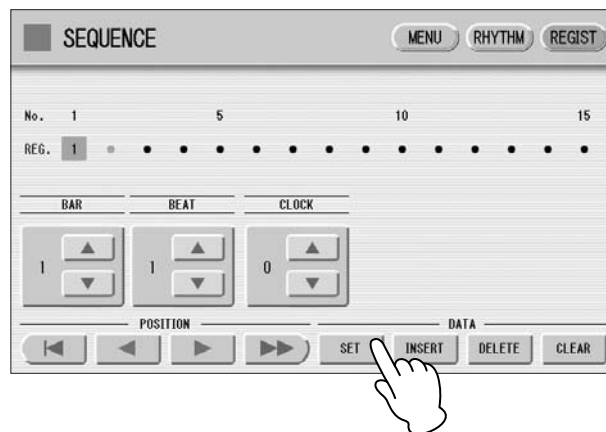 SEQUENCE MENU RHYTHM REGIST
No. 1 5 10 15
REG. 1
BAR BEAT CLOCK
1 1 0
POSITION DATA
SET INSERT DELETE CLEAR